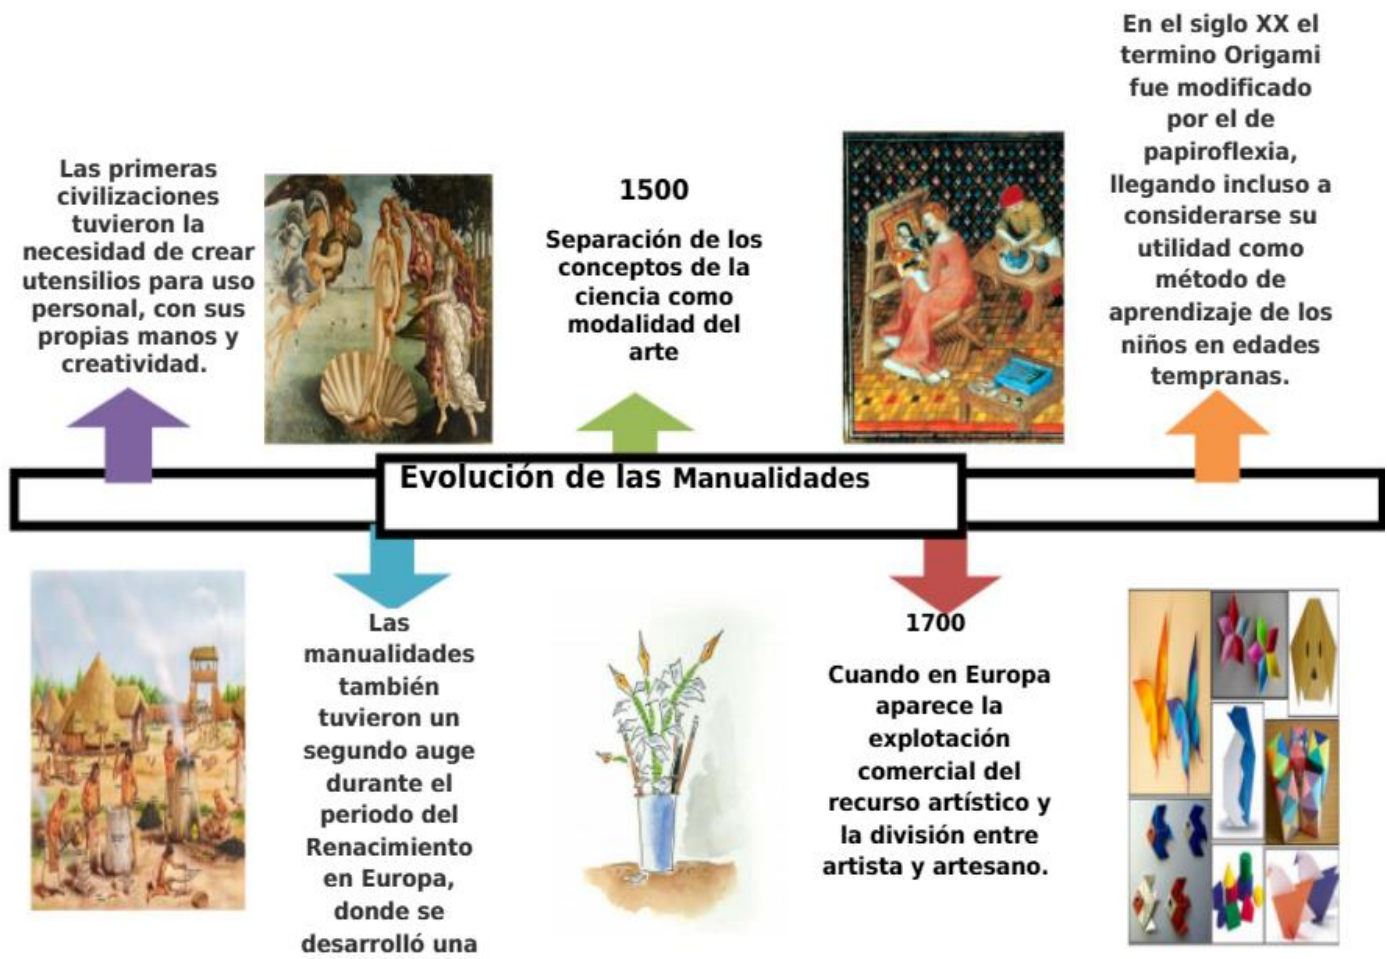 Las primeras
civilizaciones
tuvieron la
necesidad de crear
utensilios para uso
personal, con sus
propias manos y
creatividad.
1500
Separación de los
conceptos de la
ciencia como
modalidad del
arte
En el siglo XX el
termino Origami
fue modificado
por el de
papiroflexia,
llegando incluso a
considerarse su
utilidad como
método de
aprendizaje de los
niños en edades
tempranas.
Evolución de las Manualidades
Las
manualidades
también
tuvieron un
segundo auge
durante el
periodo del
Renacimiento
en Europa,
donde se
desarrolló una
1700
Cuando en Europa
aparece la
explotación
comercial del
recurso artístico y
la división entre
artista y artesano.